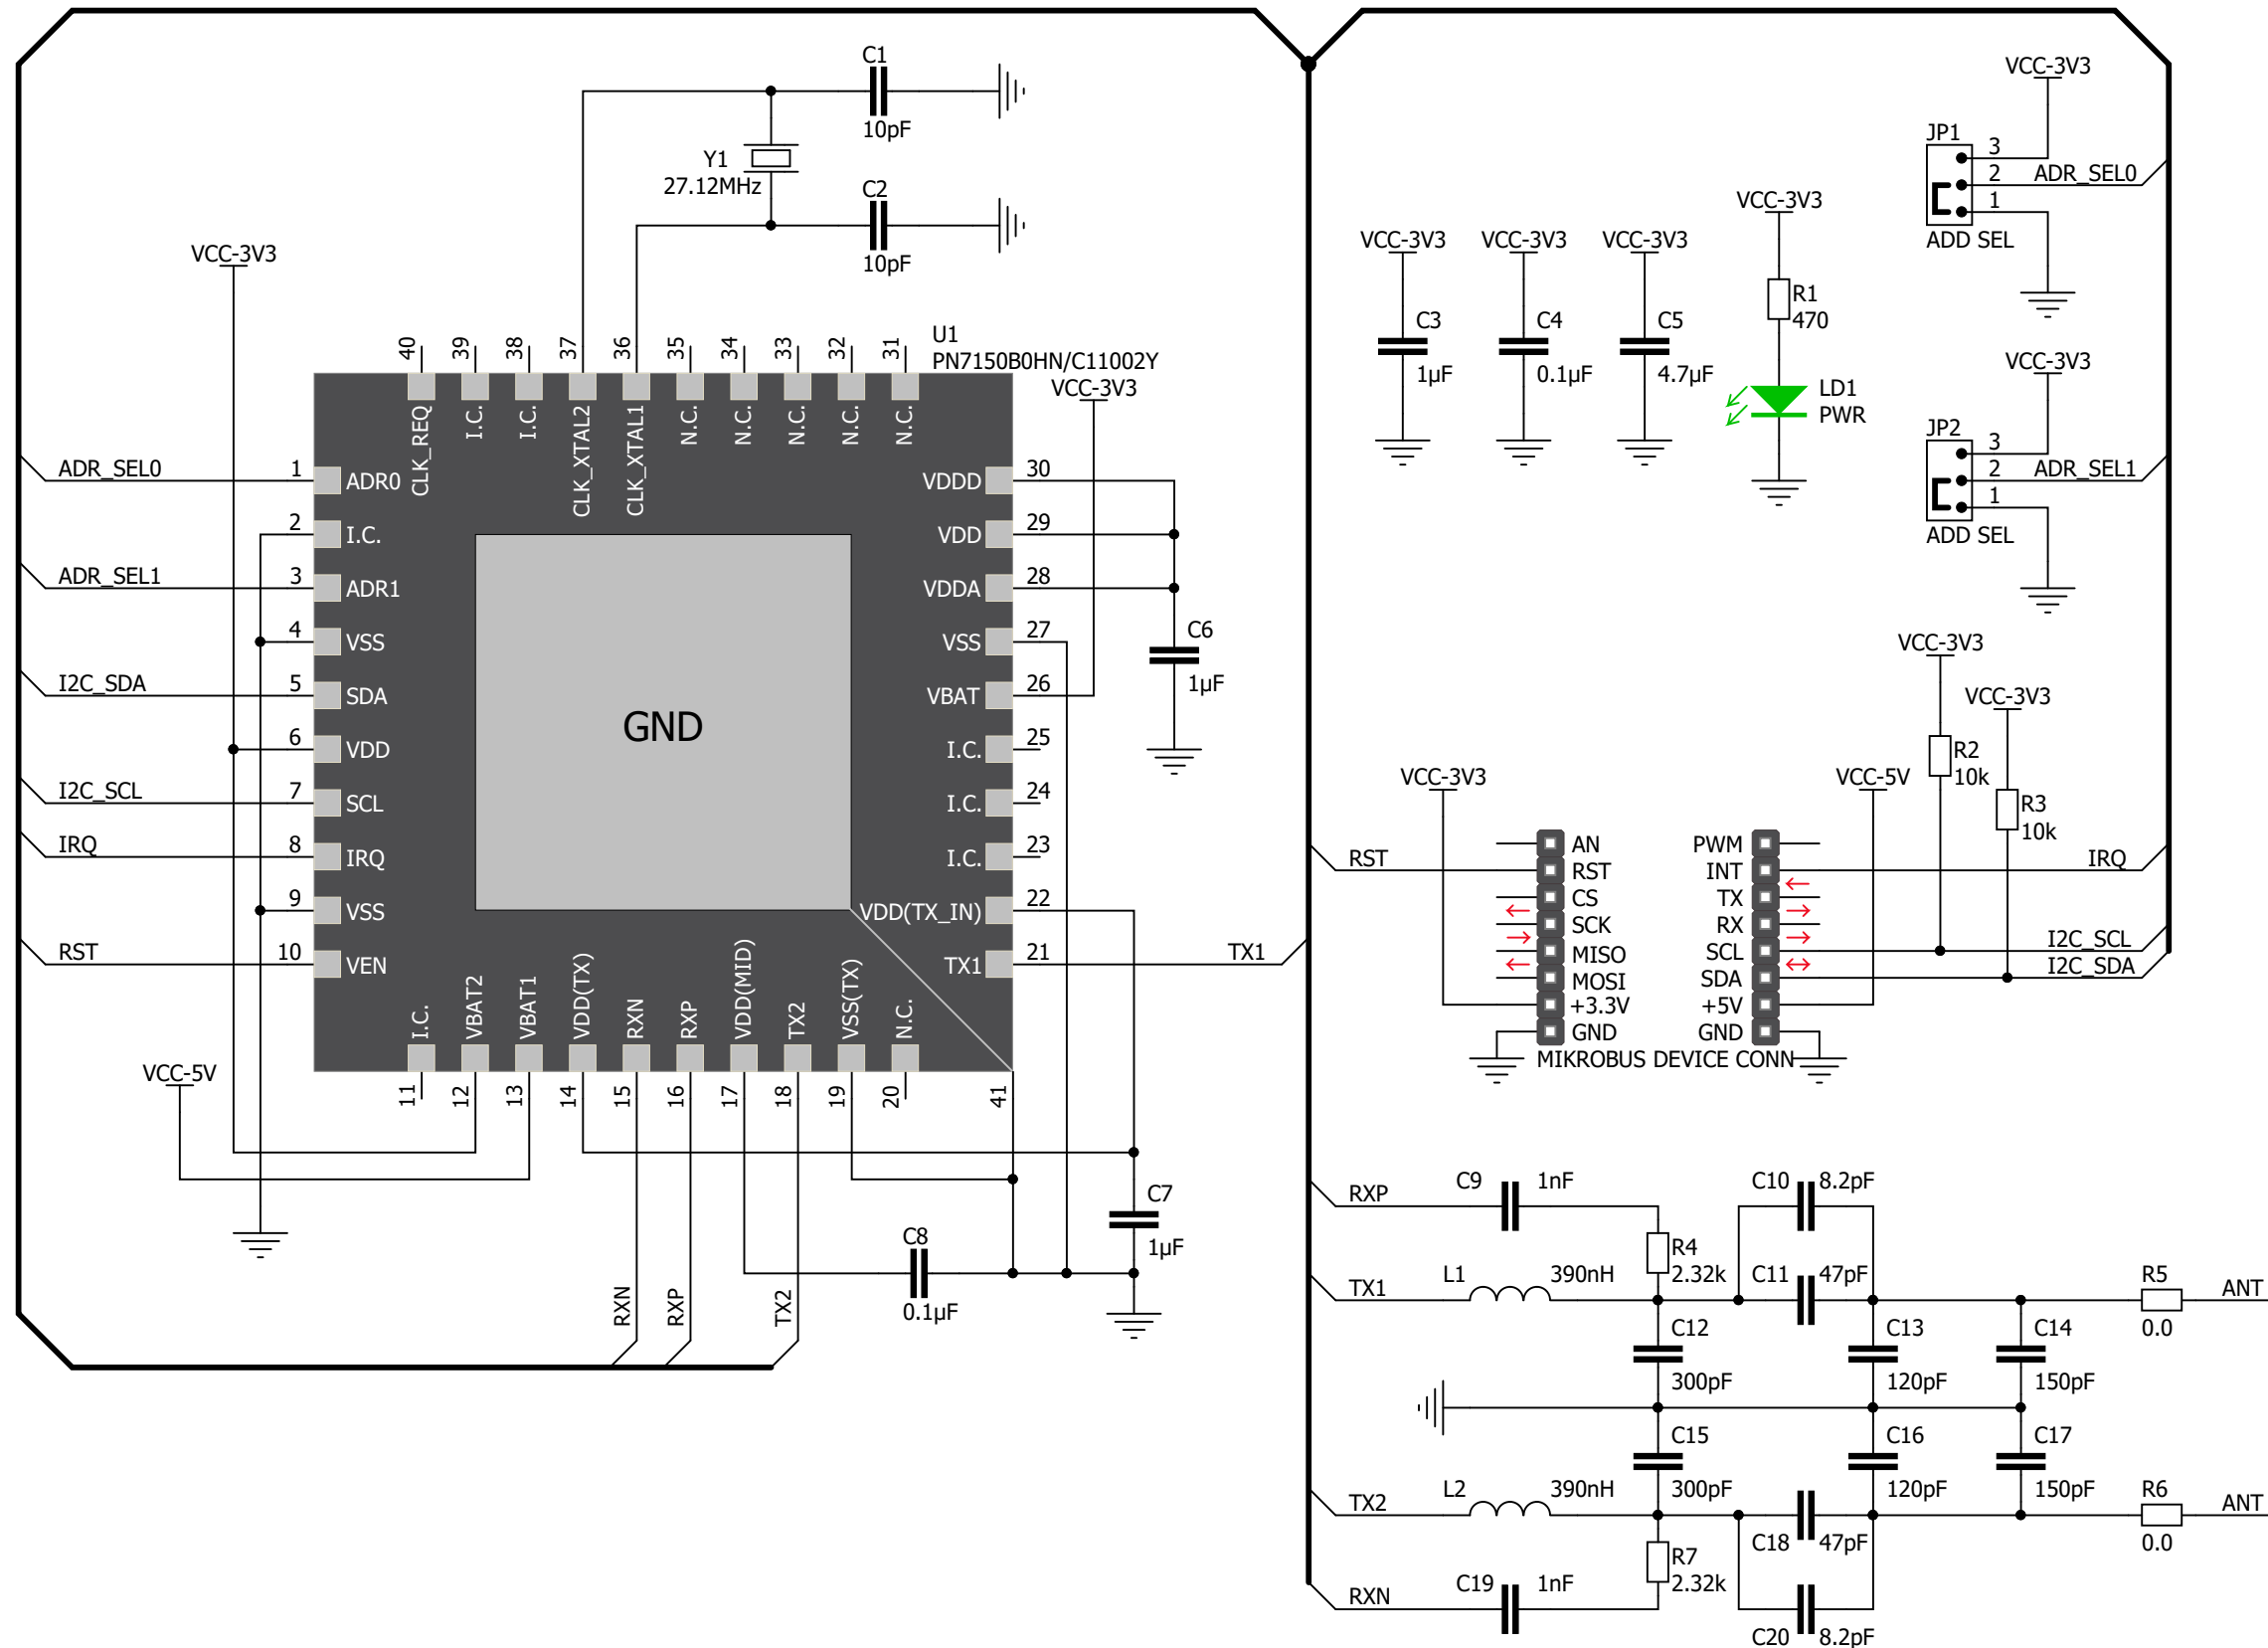 C1
10pF
Y1
27.12MHz
C2
10pF
VCC-3V3
U1
PN7150B0HN/C11002Y
VCC-3V3
40
39
38
37
36
35
34
33
32
31
CLK_REQ
I.C.
I.C.
CLK_XTAL2
CLK_XTAL1
N.C.
N.C.
N.C.
N.C.
N.C.
ADR_SEL0 1 ADR0
2 I.C.
ADR_SEL1 3 ADR1
4 VSS
I2C_SDA 5 SDA
6 VDD
I2C_SCL 7 SCL
IRQ 8 IRQ
9 VSS
RST 10 VEN
GND
VDDD 30
VDD 29
VDDA 28
VSS 27
VBAT 26
I.C. 25
I.C. 24
I.C. 23
VDD(TX_IN) 22
TX1 21 TX1
C6
1µF
I.C.
VBAT2
VBAT1
VDD(TX)
RXN
RXP
VDD(MID)
TX2
VSS(TX)
N.C.
11
12
13
14
15
16
17
18
19
20
41
VCC-5V
C7
1µF
C8
0.1µF
RXN
RXP
TX2
VCC-3V3
C3
1µF
VCC-3V3
C4
0.1µF
VCC-3V3
C5
4.7µF
VCC-3V3
R1
470
LD1
PWR
VCC-3V3
JP1
3
2 ADR_SEL0
1
ADD SEL
VCC-3V3
JP2
3
2 ADR_SEL1
1
ADD SEL
VCC-3V3
R2
10k
VCC-3V3
R3
10k
VCC-3V3
VCC-5V
AN PWM
RST RST INT IRQ
CS TX
SCK RX
MISO SCL I2C_SCL
MOSI SDA I2C_SDA
+3.3V +5V
GND GND
MIKROBUS DEVICE CONN
RXP C9 1nF
C10 8.2pF
R4
2.32k
TX1 L1 390nH
C11 47pF
R5
0.0
ANT
C12
300pF
C13
120pF
C14
150pF
C15
300pF
C16
120pF
C17
150pF
TX2 L2 390nH
C18 47pF
R6
0.0
ANT
R7
2.32k
RXN C19 1nF
C20 8.2pF